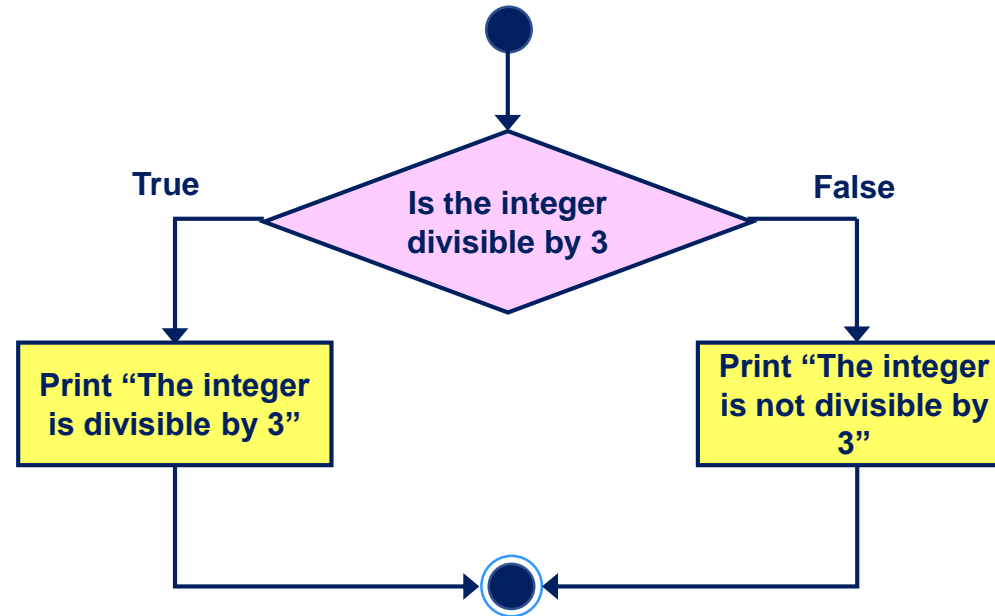 True
False
Is the integer
divisible by 3
Print “The integer
is divisible by 3”
Print “The integer
is not divisible by
3”